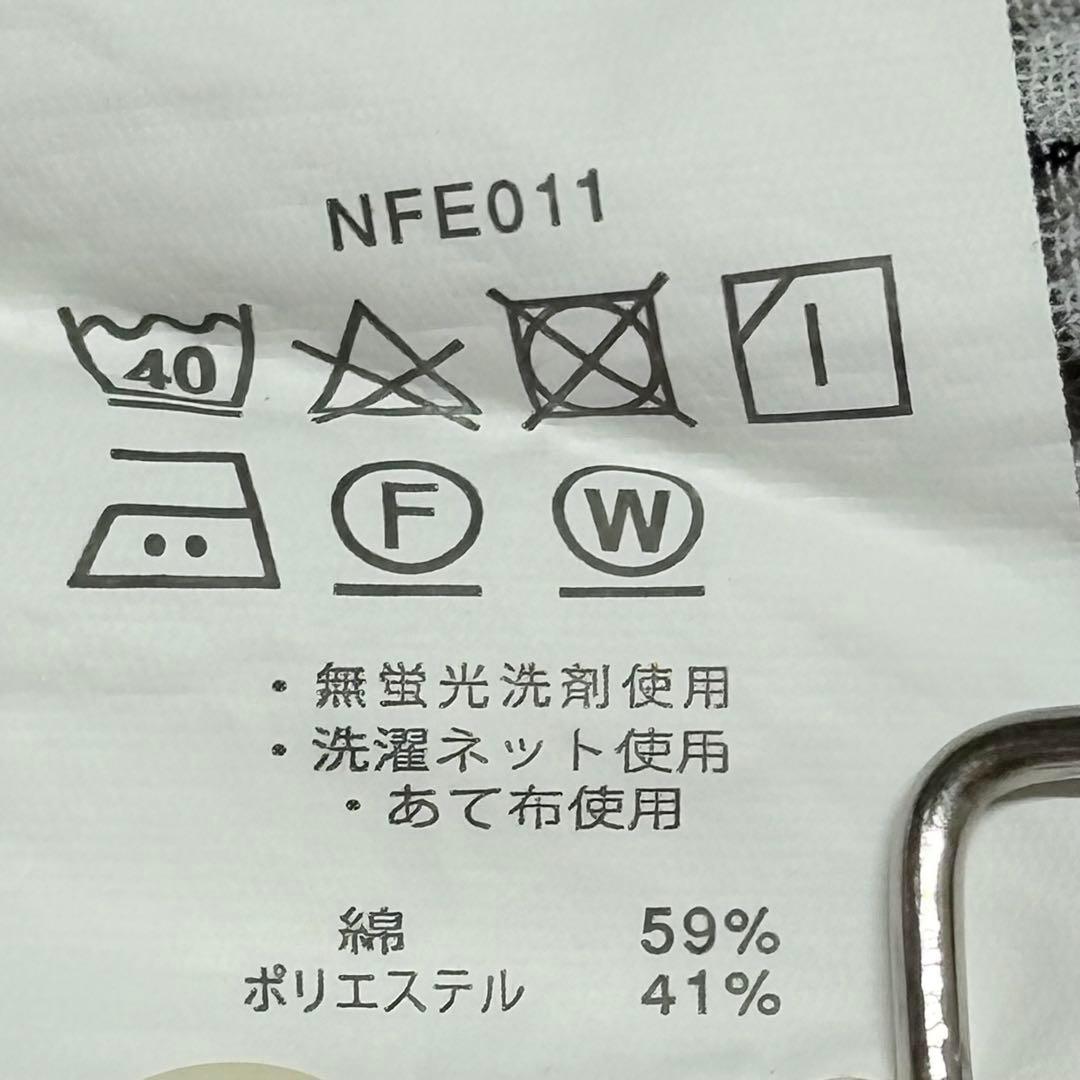 NFE011
40
F W
・無蛍光洗剤使用
・洗濯ネット使用
・あて布使用
綿 59%
ポリエステル 41%